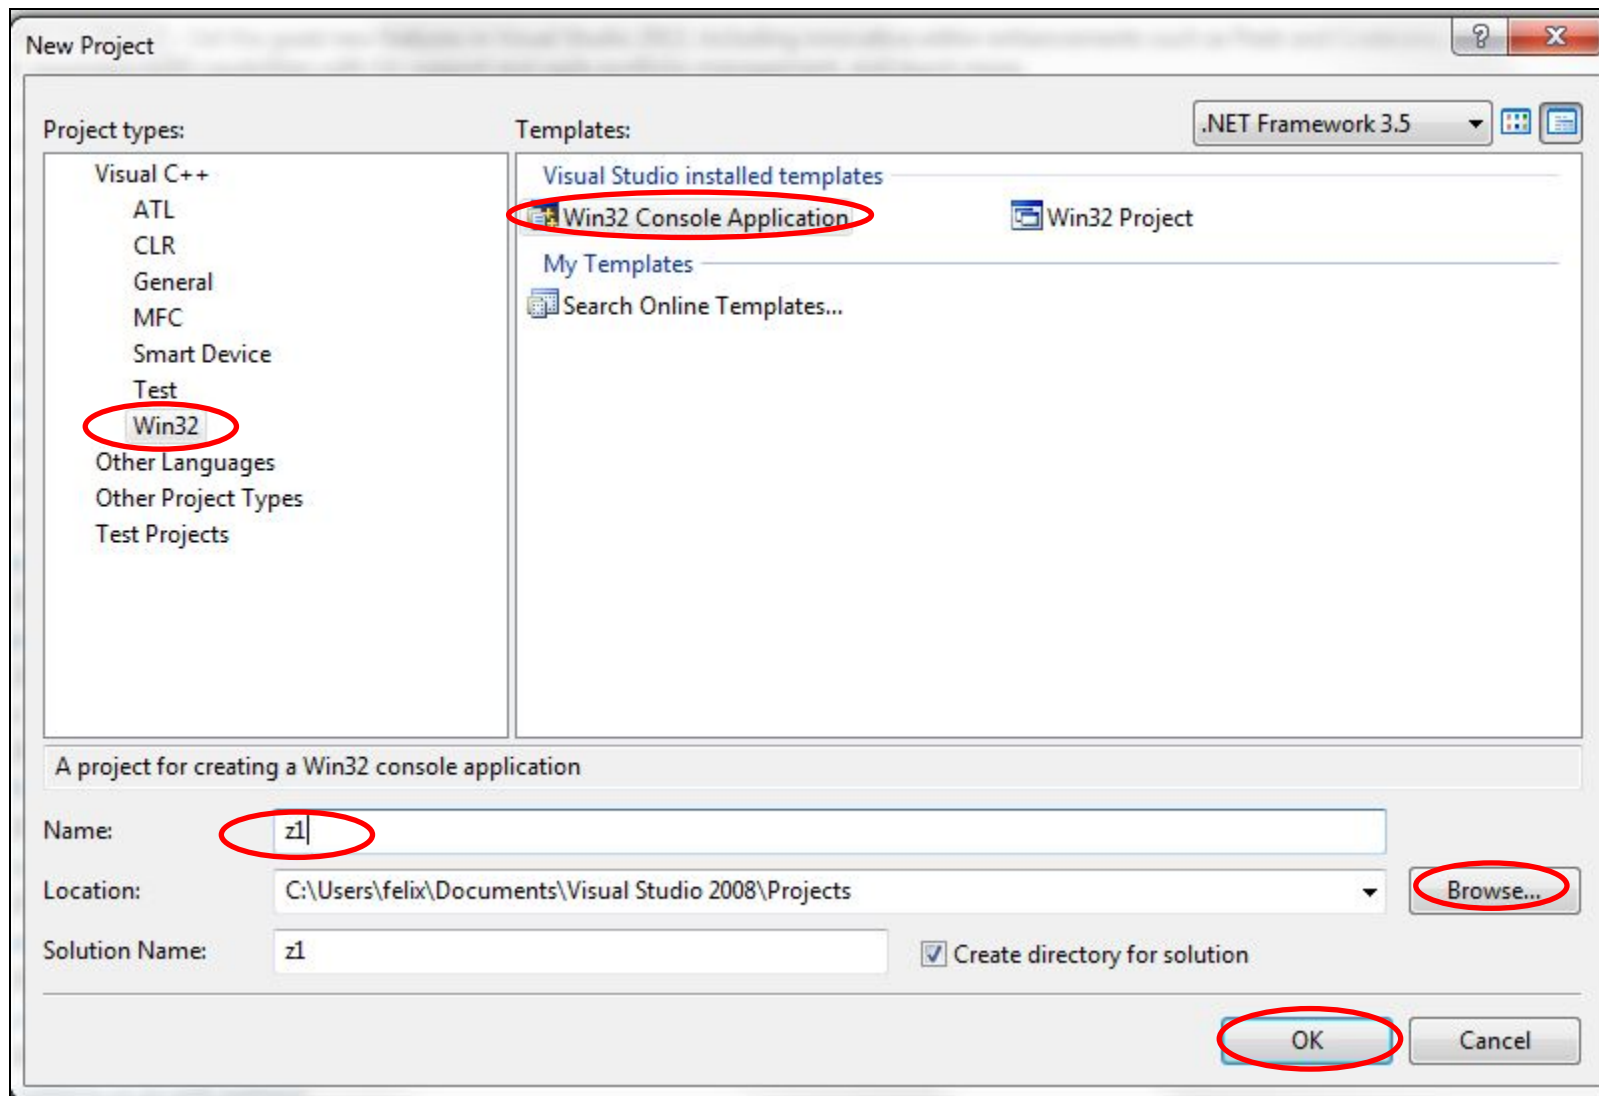 New Project
Project types:
Templates:
.NET Framework 3.5
Visual C++
ATL
CLR
General
MFC
Smart Device
Test
Win32
Other Languages
Other Project Types
Test Projects
Visual Studio installed templates
Win32 Console Application
Win32 Project
My Templates
Search Online Templates...
A project for creating a Win32 console application
Name:
z1
Location:
C:\Users\felix\Documents\Visual Studio 2008\Projects
Browse...
Solution Name:
z1
Create directory for solution
OK
Cancel